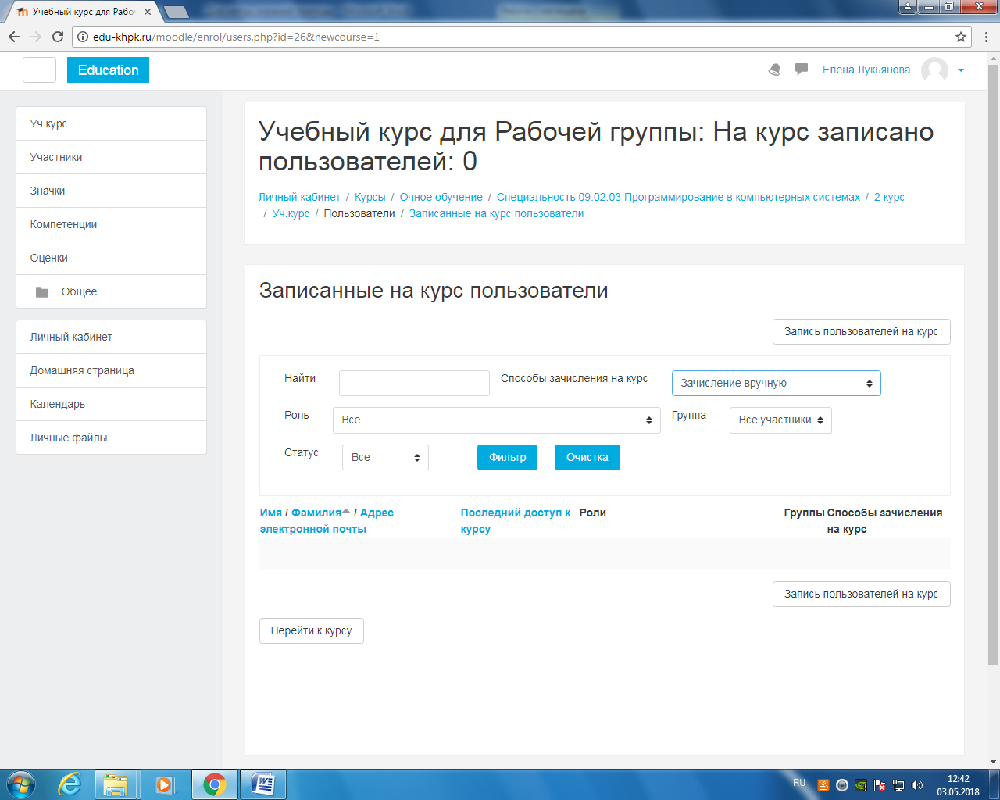 Учебный курс для Рабоч
edu-khpk.ru/moodle/enrol/users.php?id=26&newcourse=1
Education
Елена Лукьянова
Уч.курс
Участники
Значки
Компетенции
Оценки
Общее
Личный кабинет
Домашняя страница
Календарь
Личные файлы
Учебный курс для Рабочей группы: На курс записано
пользователей: 0
Личный кабинет / Курсы / Очное обучение / Специальность 09.02.03 Программирование в компьютерных системах / 2 курс
/ Уч.курс / Пользователи / Записанные на курс пользователи
Записанные на курс пользователи
Запись пользователей на курс
Найти Способы зачисления на курс Зачисление вручную
Роль Все Группа Все участники
Статус Все Фильтр Очистка
Имя / Фамилия / Адрес Последний доступ к Роли Группы Способы зачисления
электронной почты курсу на курс
Запись пользователей на курс
Перейти к курсу
RU 12:42
03.05.2018